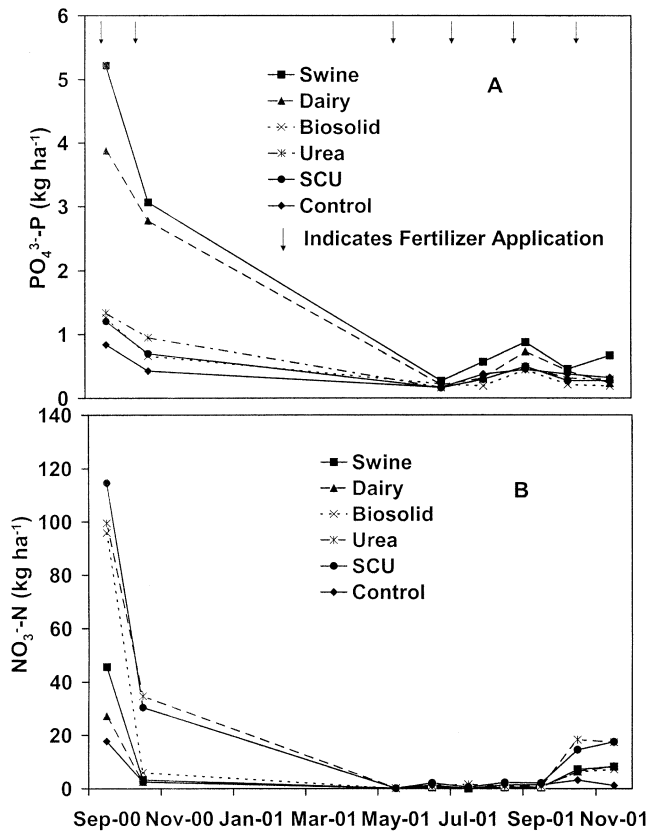 6
5
4
3
2
1
0
PO₄³⁻-P (kg ha⁻¹)
A
Swine
Dairy
Biosolid
Urea
SCU
Control
Indicates Fertilizer Application
140
120
100
80
60
40
20
0
NO₃⁻-N (kg ha⁻¹)
B
Swine
Dairy
Biosolid
Urea
SCU
Control
Sep-00 Nov-00 Jan-01 Mar-01 May-01 Jul-01 Sep-01 Nov-01